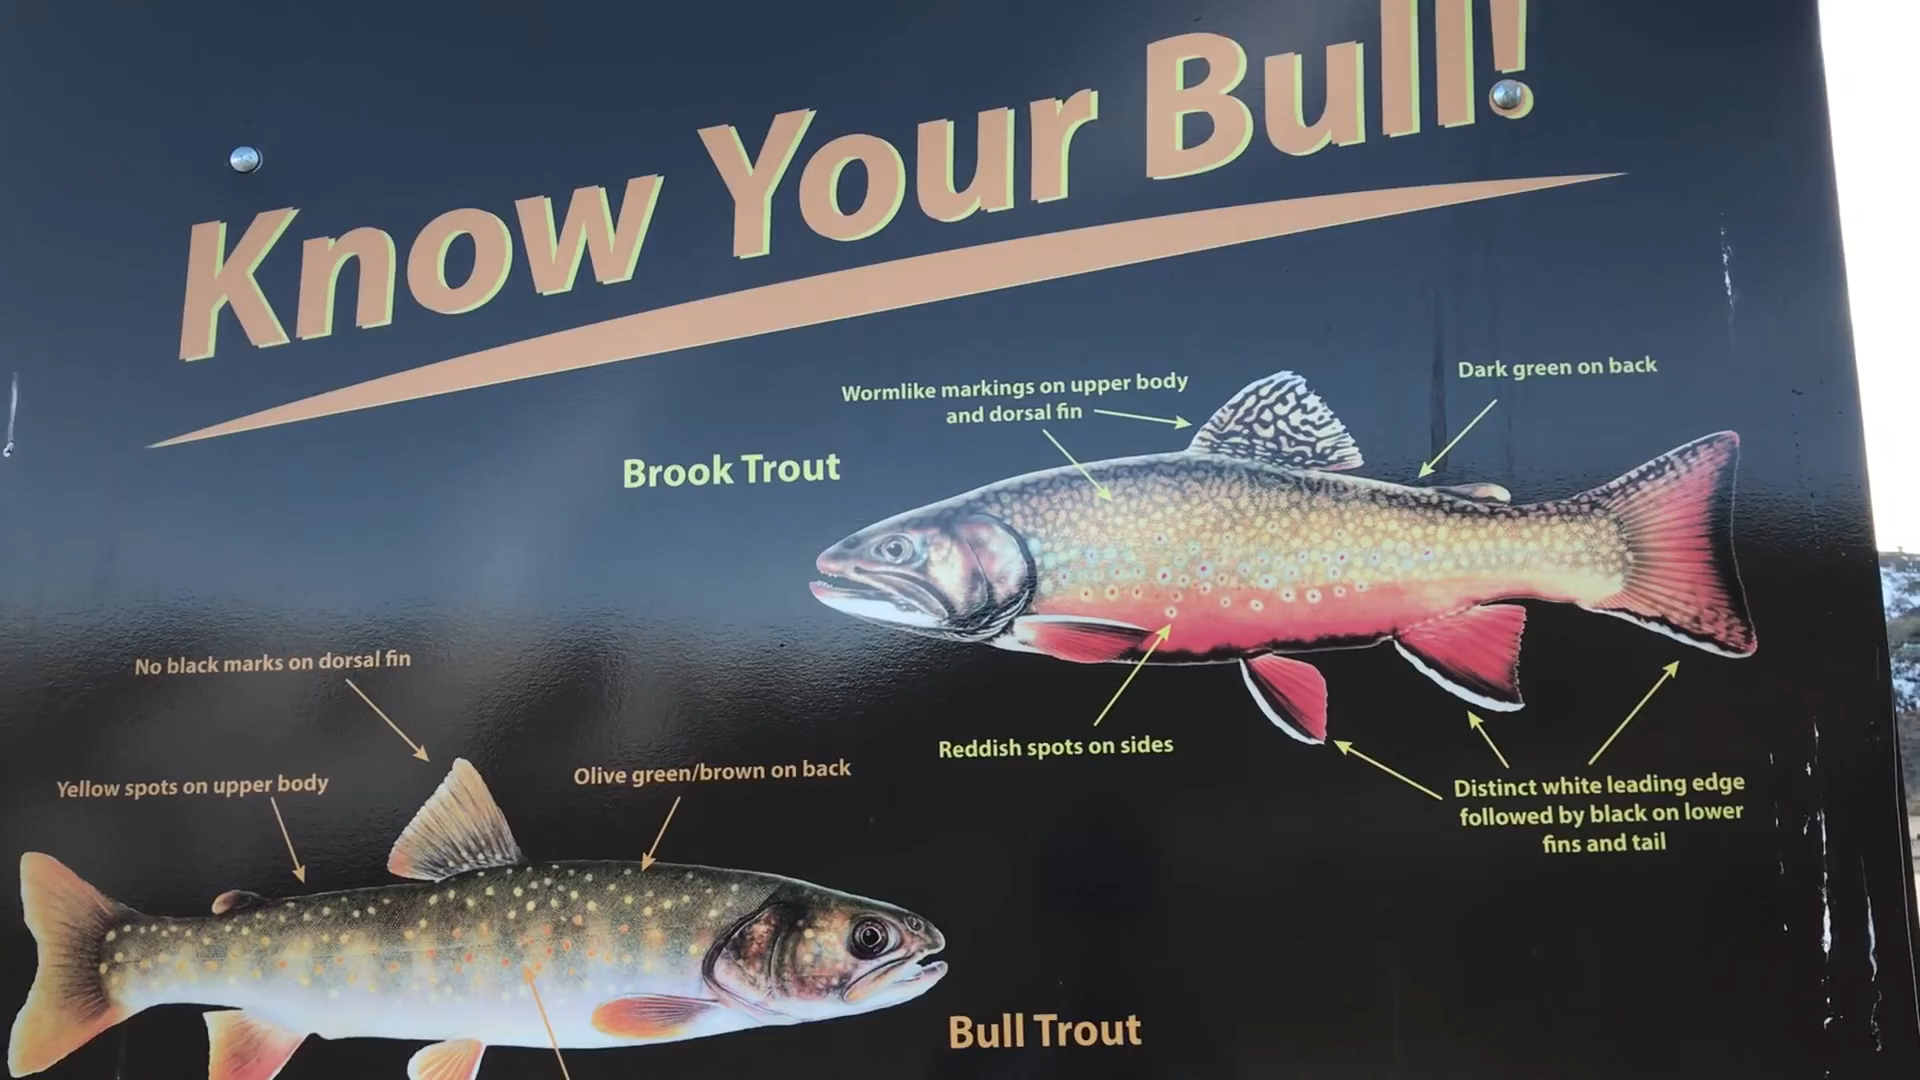 Know Your Bull!
Wormlike markings on upper body
and dorsal fin
Dark green on back
Brook Trout
Reddish spots on sides
Distinct white leading edge
followed by black on lower
fins and tail
No black marks on dorsal fin
Yellow spots on upper body
Olive green/brown on back
Bull Trout